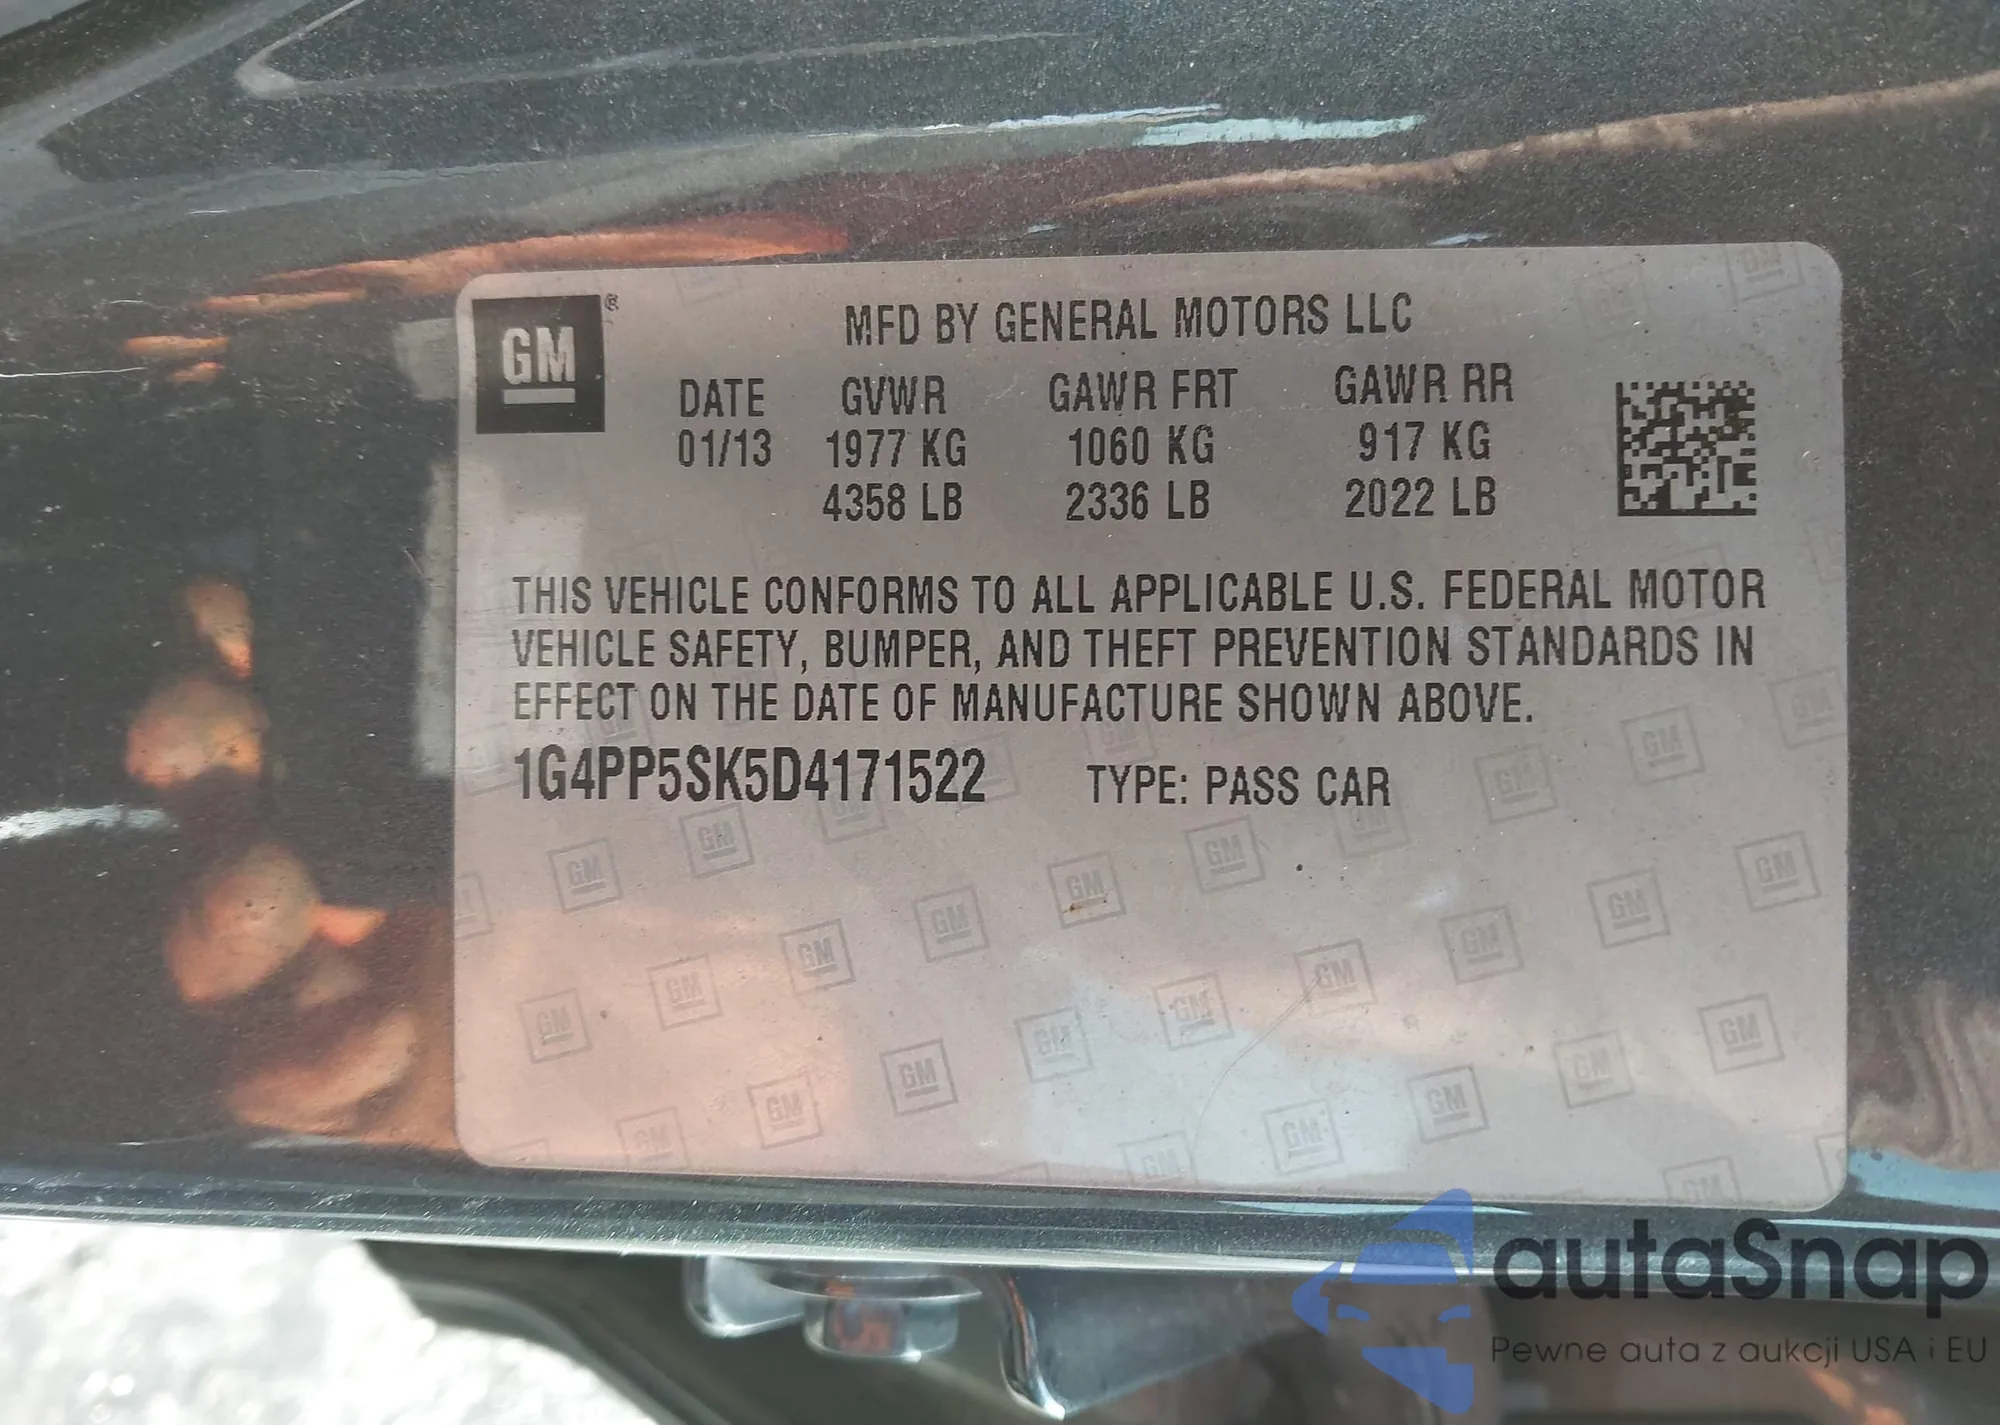 GM ®
MFD BY GENERAL MOTORS LLC
DATE GVWR GAWR FRT GAWR RR
01/13 1977 KG 1060 KG 917 KG
4358 LB 2336 LB 2022 LB
THIS VEHICLE CONFORMS TO ALL APPLICABLE U.S. FEDERAL MOTOR
VEHICLE SAFETY, BUMPER, AND THEFT PREVENTION STANDARDS IN
EFFECT ON THE DATE OF MANUFACTURE SHOWN ABOVE.
1G4PP5SK5D4171522 TYPE: PASS CAR
autaSnap
Pewne auta z aukcji USA i EU